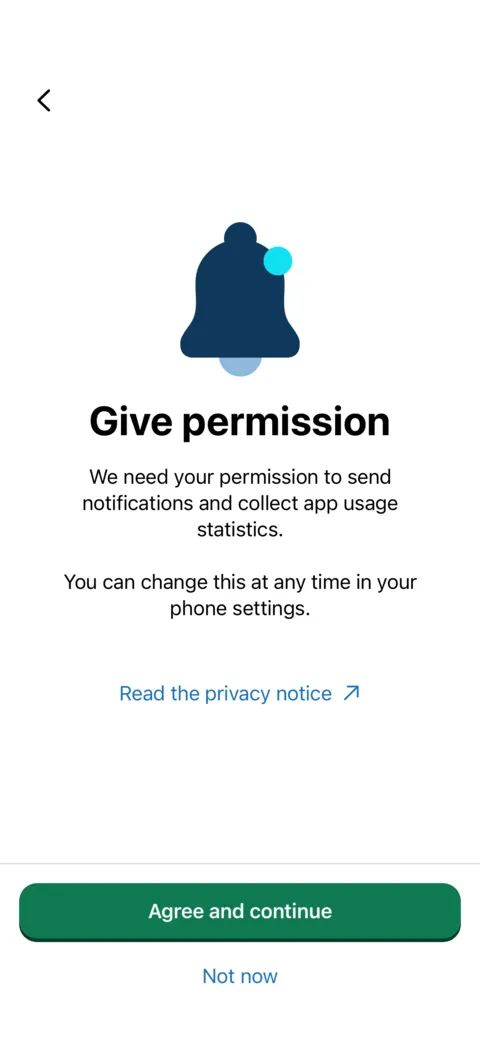 Give permission
We need your permission to send
notifications and collect app usage
statistics.
You can change this at any time in your
phone settings.
Read the privacy notice
Agree and continue
Not now